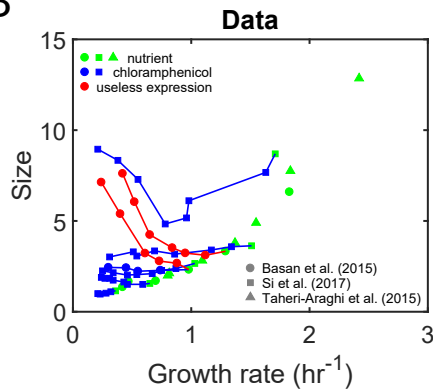 Data
15
10
5
0
Size
nutrient
chloramphenicol
useless expression
Basan et al. (2015)
Si et al. (2017)
Taheri-Araghi et al. (2015)
0 1 2 3
Growth rate (hr⁻¹)